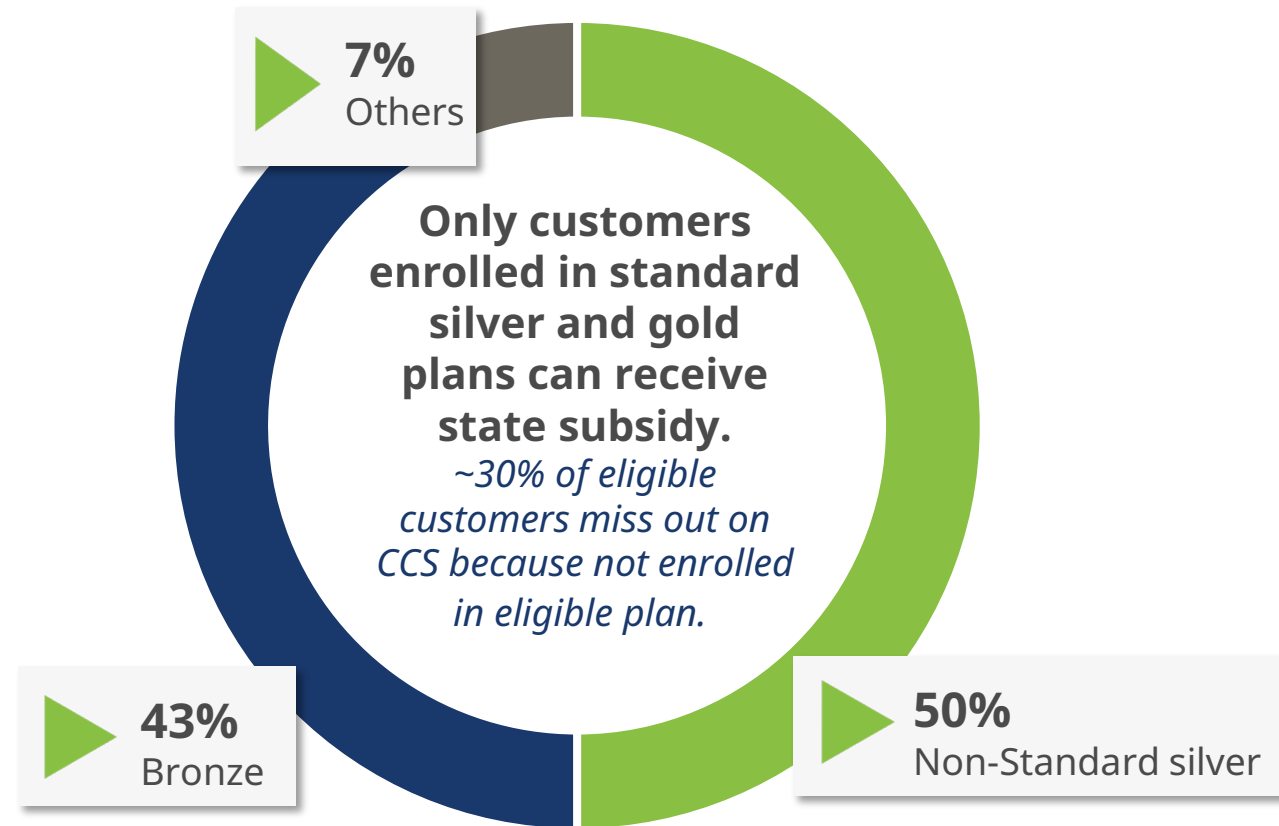 7%
Others
Only customers
enrolled in standard
silver and gold
plans can receive
state subsidy.
~30% of eligible
customers miss out on
CCS because not enrolled
in eligible plan.
43%
Bronze
50%
Non-Standard silver